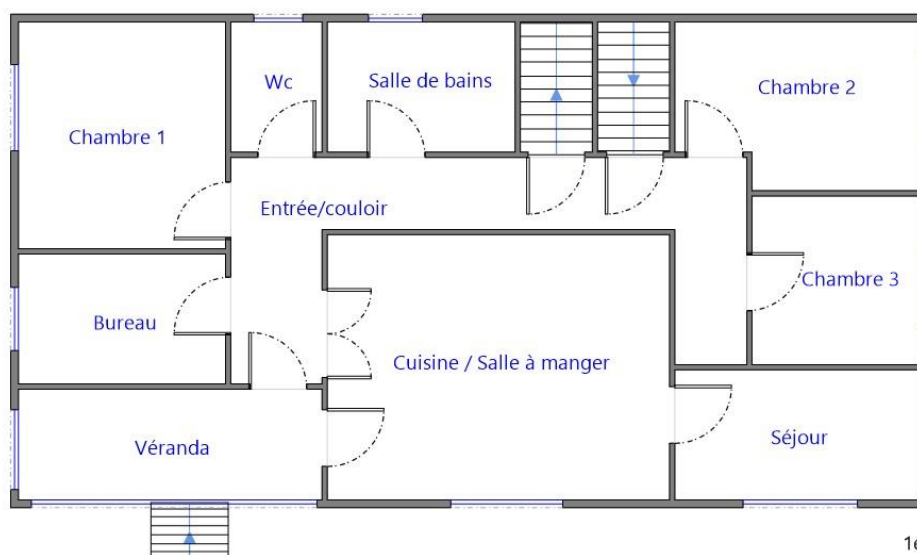 Wc
Salle de bains
Chambre 2
Chambre 1
Entrée/couloir
Chambre 3
Bureau
Cuisine / Salle à manger
Véranda
Séjour